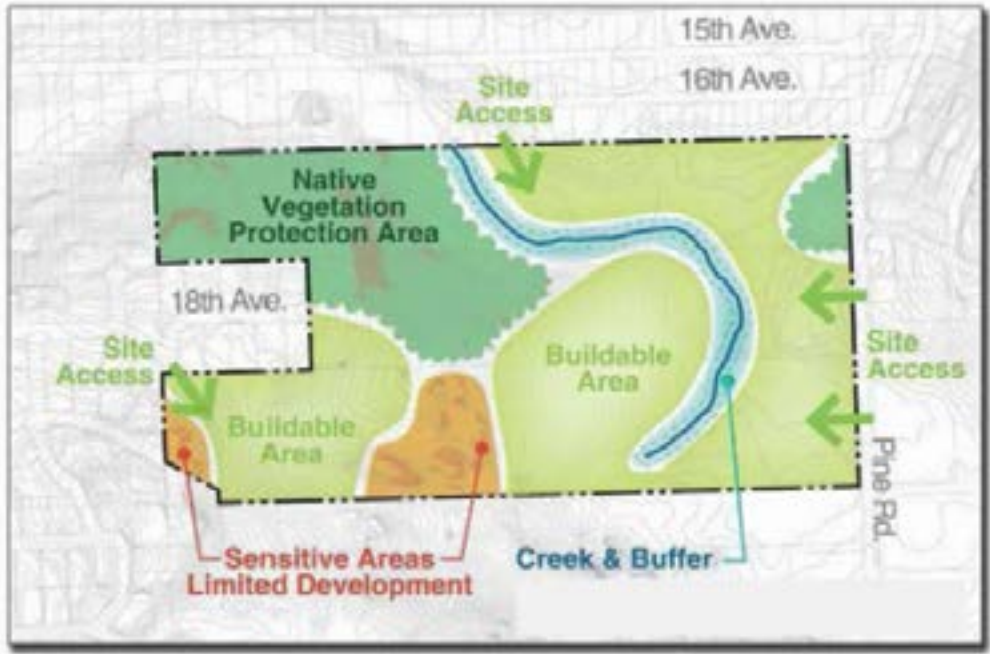 15th Ave.
16th Ave.
Site
Access
Native
Vegetation
Protection Area
18th Ave.
Site
Access
Buildable
Area
Site
Access
Buildable
Area
Pine Rd.
Sensitive Areas
Limited Development
Creek & Buffer